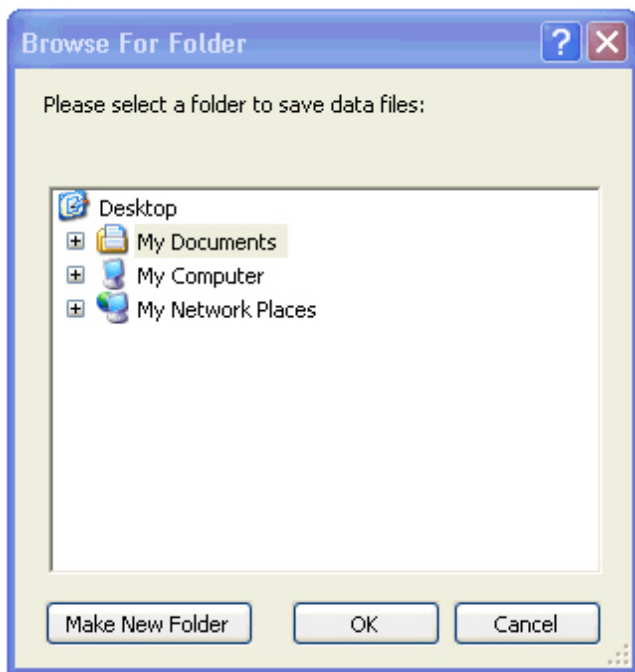 Browse For Folder
?
Please select a folder to save data files:
Desktop
My Documents
My Computer
My Network Places
Make New Folder OK Cancel